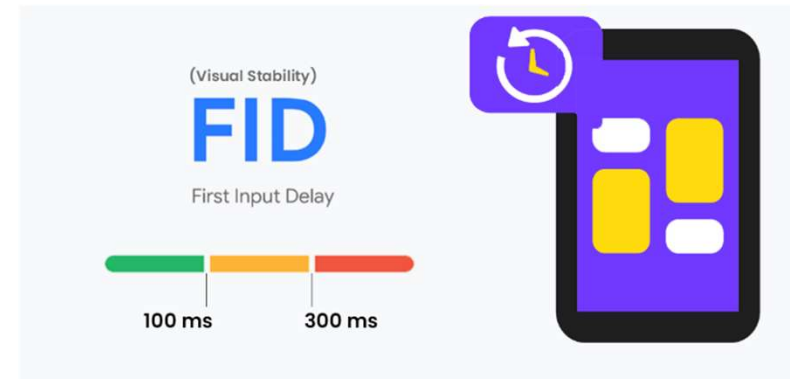 (Visual Stability)
FID
First Input Delay
100 ms
300 ms